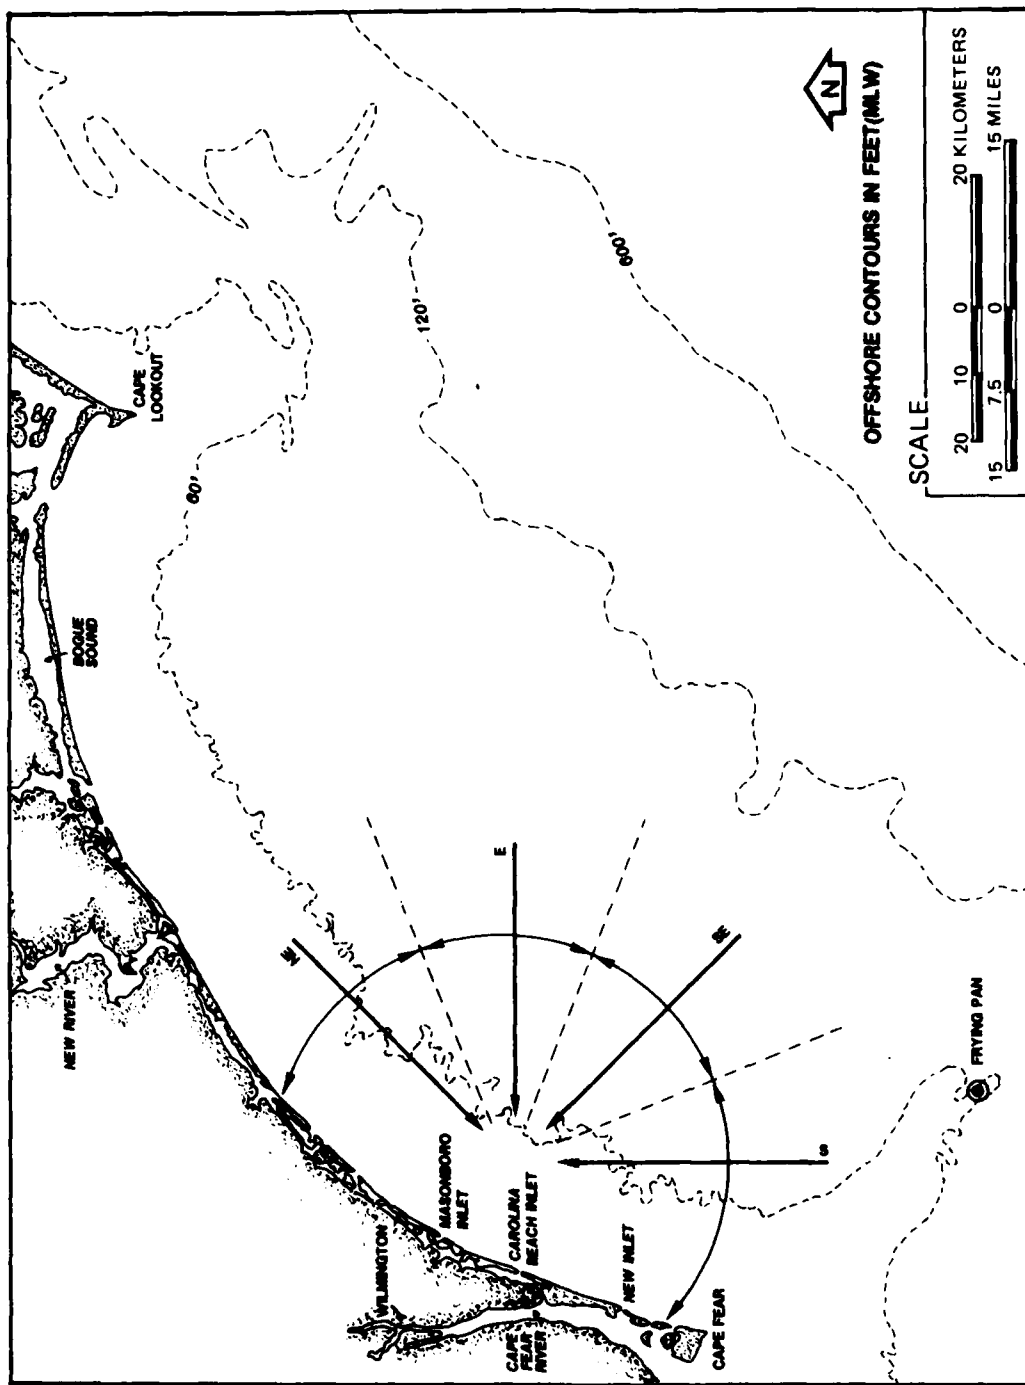 CAPE
LOOKOUT
BOGUE
SOUND
NEW RIVER
WILMINGTON
MASONBORO
INLET
CAROLINA
BEACH INLET
CAPE
FEAR
RIVER
NEW INLET
CAPE FEAR
FRYING PAN
60'
120'
600'
NE
E
SE
S
N
OFFSHORE CONTOURS IN FEET(MLW)
SCALE
20 10 0 20 KILOMETERS
15 7.5 0 15 MILES